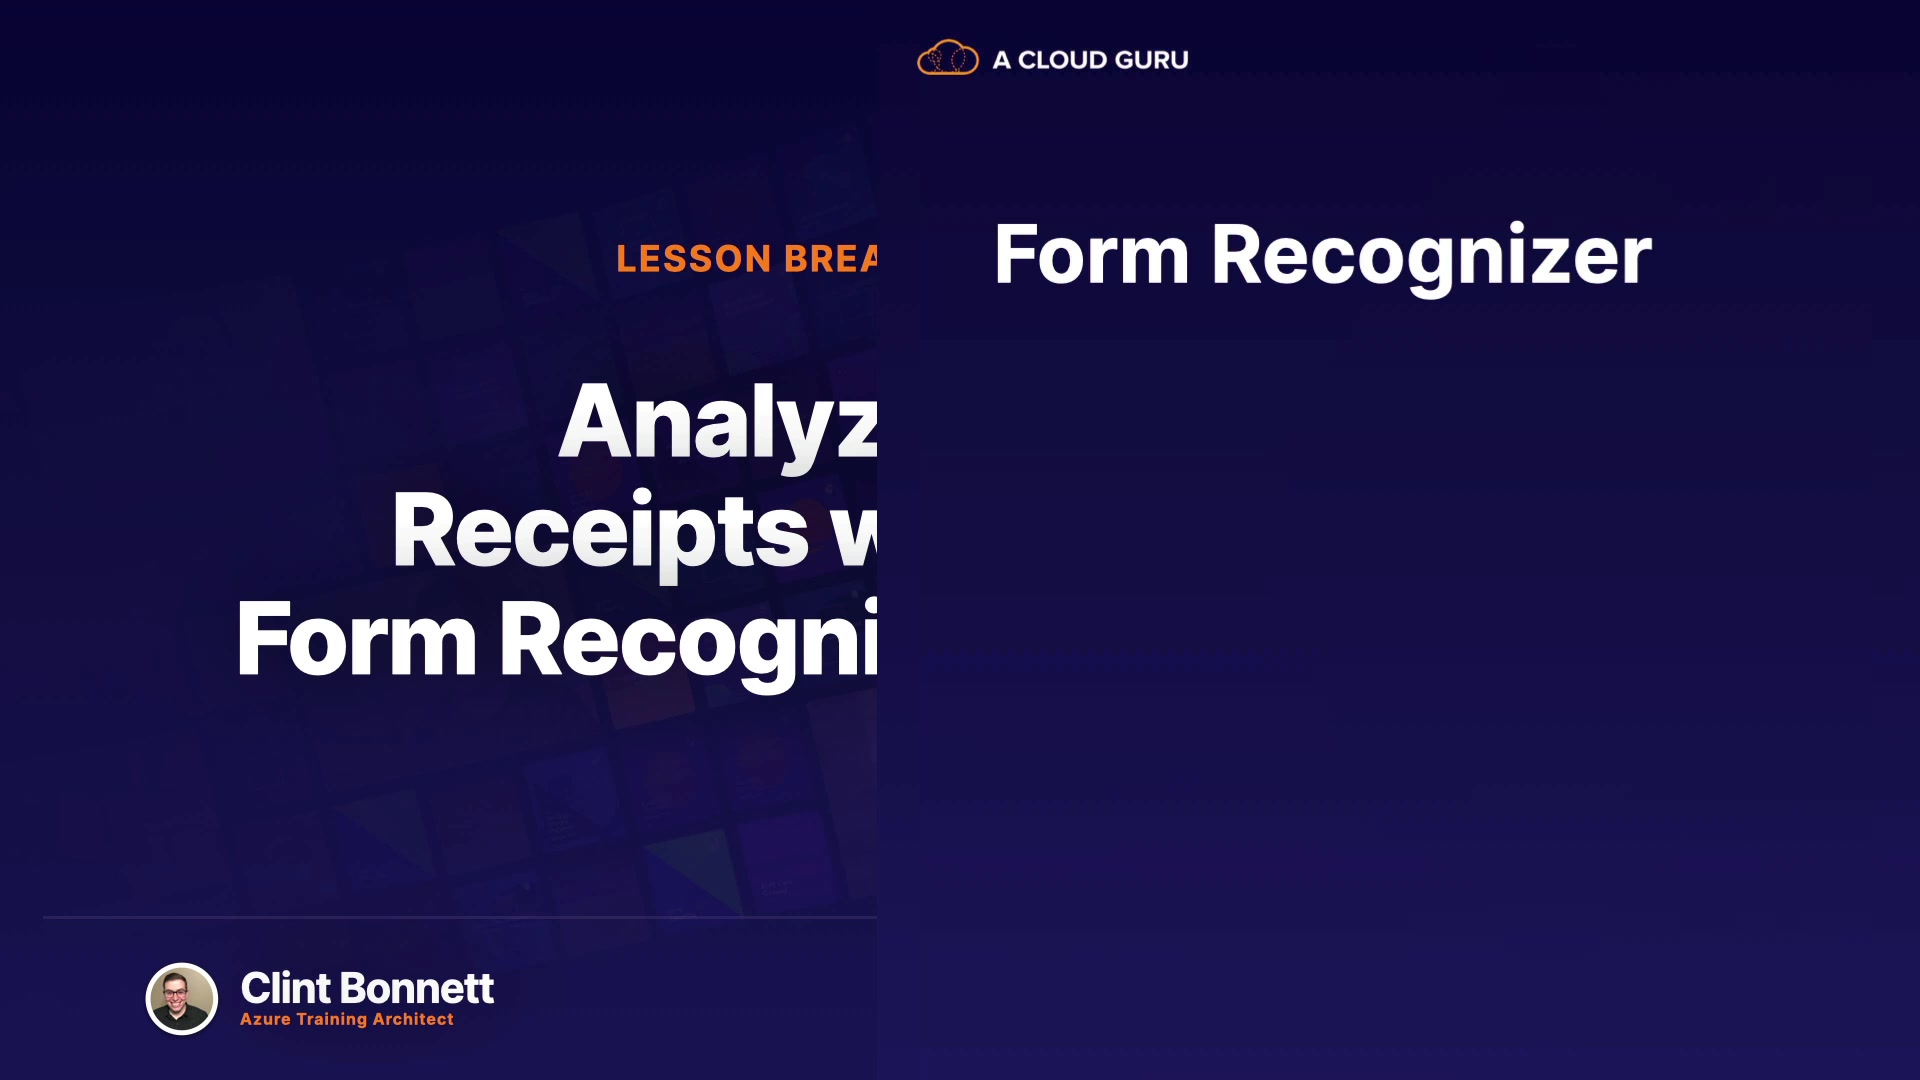 LESSON BREA
Analyz
Receipts w
Form Recogni
Clint Bonnett
Azure Training Architect
A CLOUD GURU
Form Recognizer